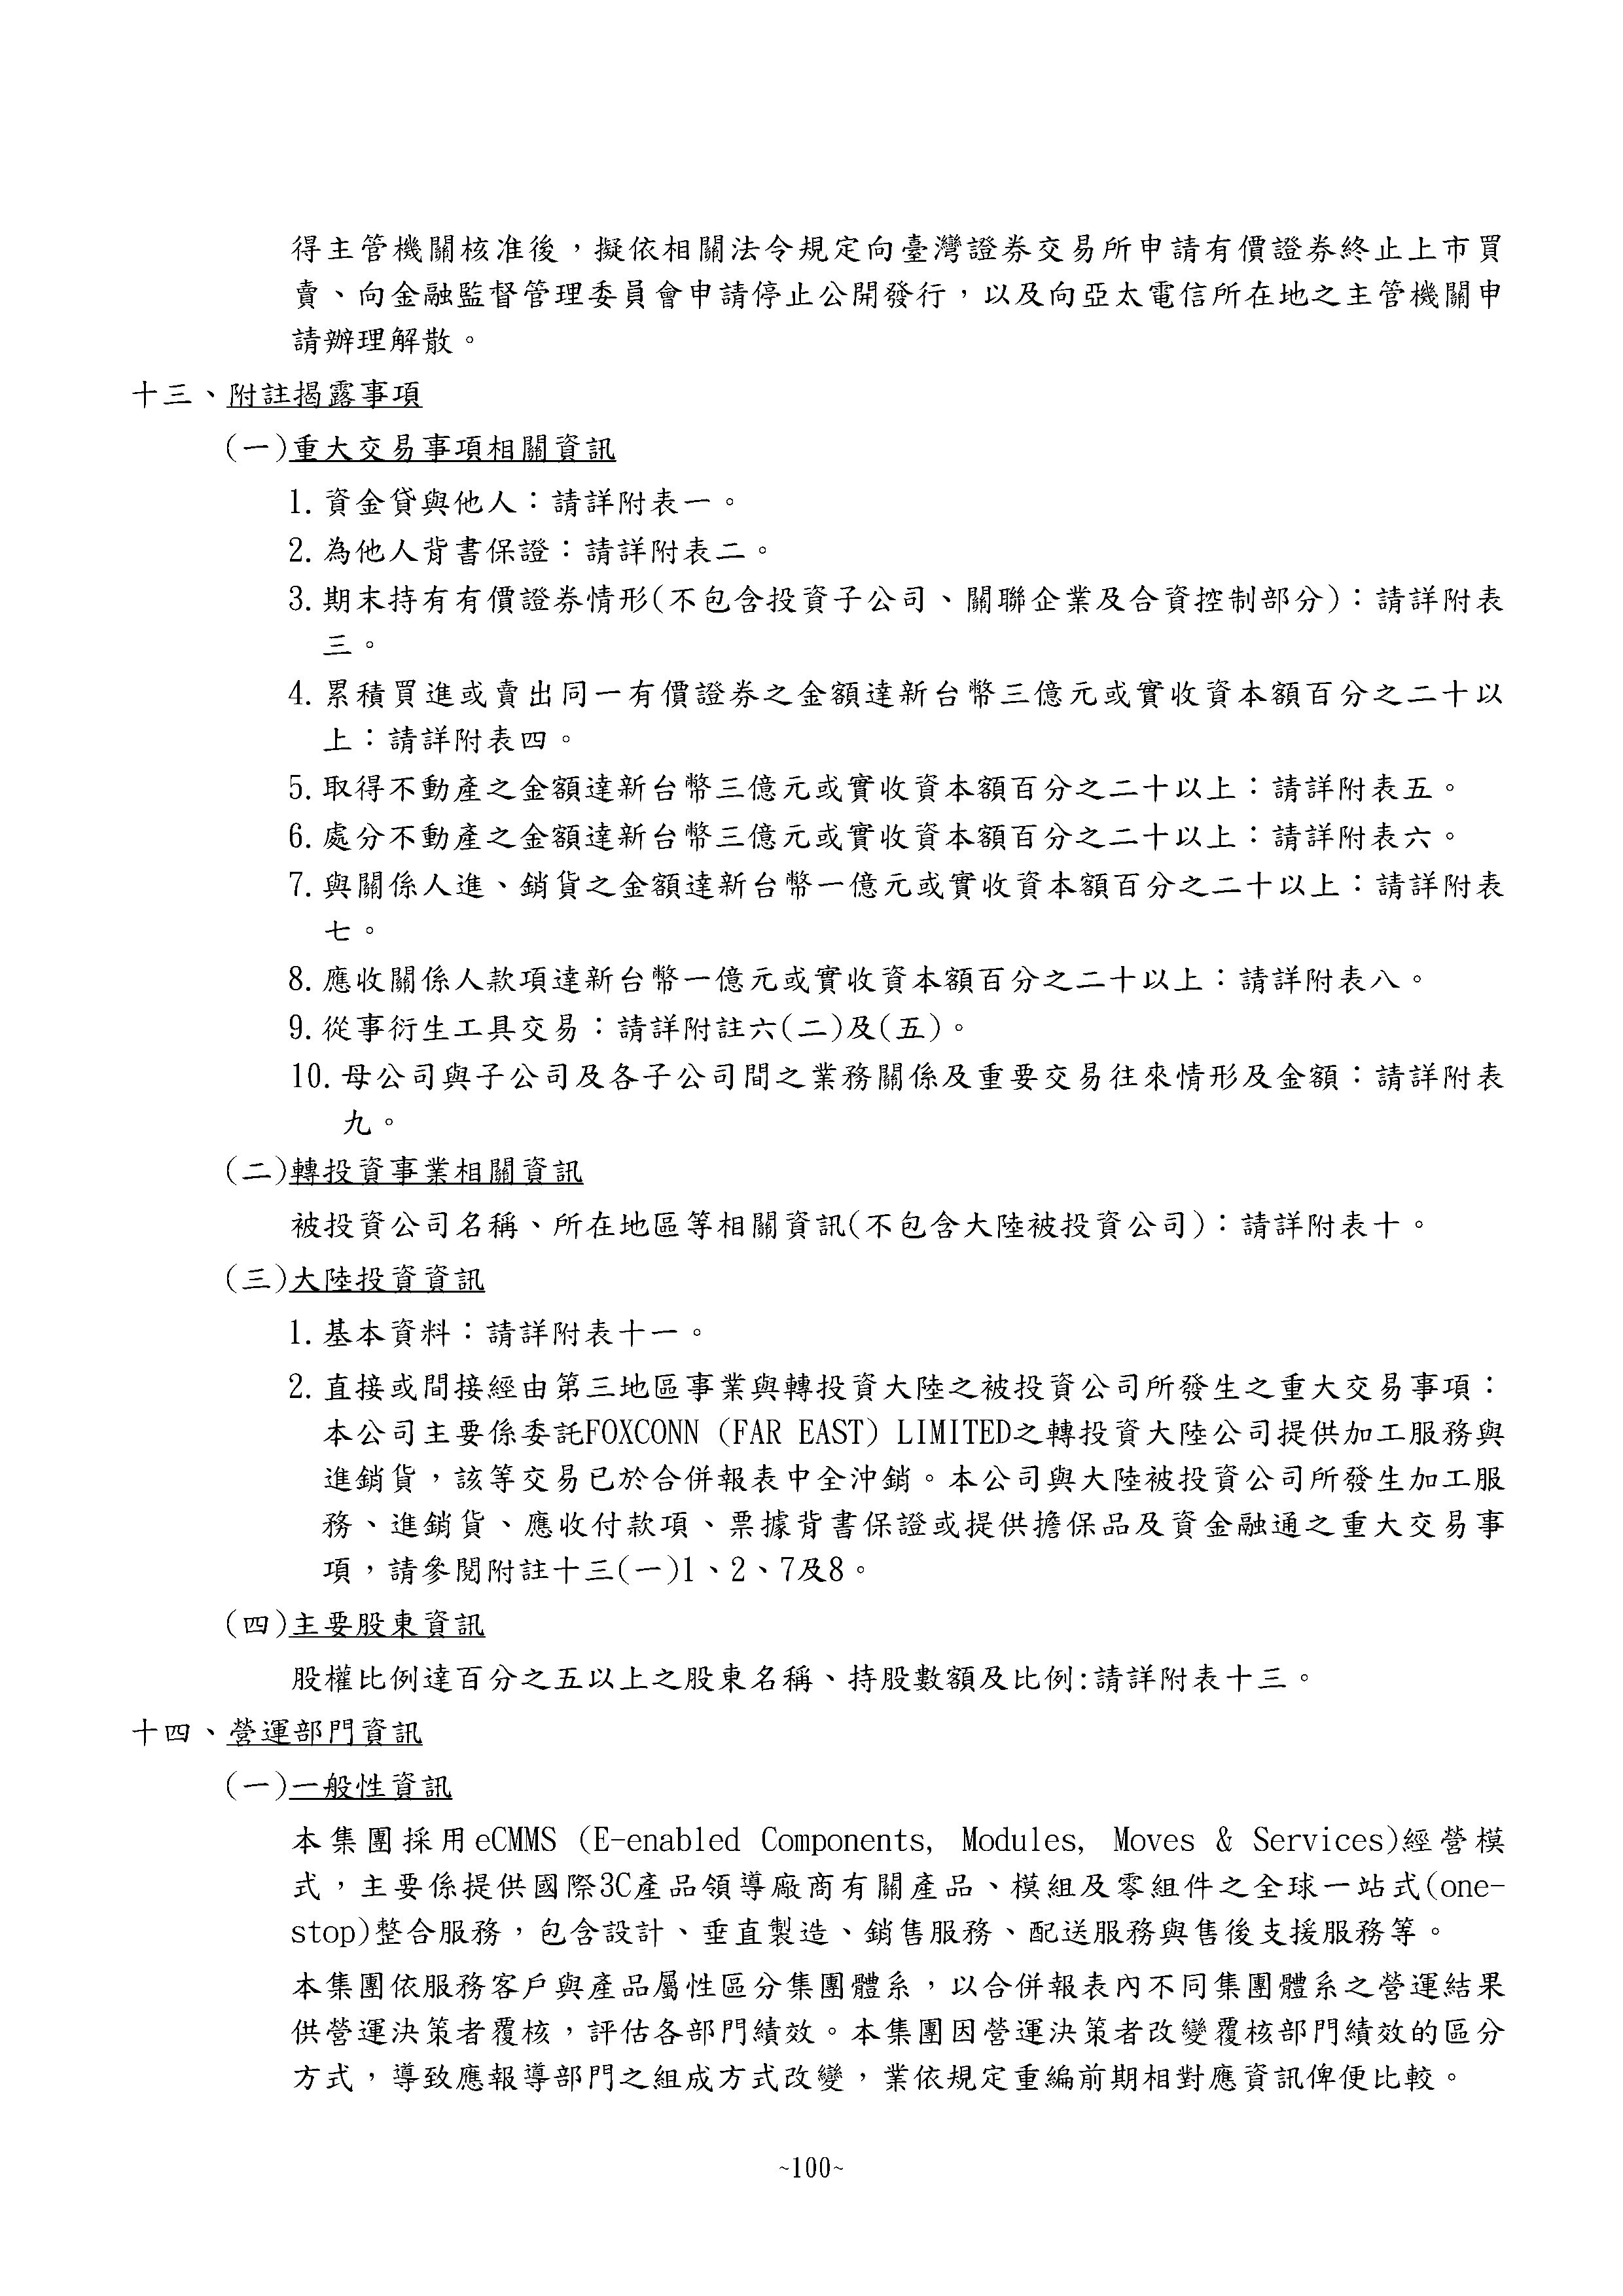 得主管機關核准後，擬依相關法令規定向臺灣證券交易所申請有價證券終止上市買
賣、向金融監督管理委員會申請停止公開發行，以及向亞太電信所在地之主管機關申
請辦理解散。
十三、附註揭露事項
(一)重大交易事項相關資訊
1. 資金貸與他人：請詳附表一。
2. 為他人背書保證：請詳附表二。
3. 期末持有有價證券情形(不包含投資子公司、關聯企業及合資控制部分)：請詳附表
三。
4. 累積買進或賣出同一有價證券之金額達新台幣三億元或實收資本額百分之二十以
上：請詳附表四。
5. 取得不動產之金額達新台幣三億元或實收資本額百分之二十以上：請詳附表五。
6. 處分不動產之金額達新台幣三億元或實收資本額百分之二十以上：請詳附表六。
7. 與關係人進、銷貨之金額達新台幣一億元或實收資本額百分之二十以上：請詳附表
七。
8. 應收關係人款項達新台幣一億元或實收資本額百分之二十以上：請詳附表八。
9. 從事衍生工具交易：請詳附註六(二)及(五)。
10. 母公司與子公司及各子公司間之業務關係及重要交易往來情形及金額：請詳附表
九。
(二)轉投資事業相關資訊
被投資公司名稱、所在地區等相關資訊(不包含大陸被投資公司)：請詳附表十。
(三)大陸投資資訊
1. 基本資料：請詳附表十一。
2. 直接或間接經由第三地區事業與轉投資大陸之被投資公司所發生之重大交易事項：
本公司主要係委託FOXCONN (FAR EAST) LIMITED之轉投資大陸公司提供加工服務與
進銷貨，該等交易已於合併報表中全沖銷。本公司與大陸被投資公司所發生加工服
務、進銷貨、應收付款項、票據背書保證或提供擔保品及資金融通之重大交易事
項，請參閱附註十三(一)1、2、7及8。
(四)主要股東資訊
股權比例達百分之五以上之股東名稱、持股數額及比例:請詳附表十三。
十四、營運部門資訊
(一)一般性資訊
本集團採用eCMMS (E-enabled Components, Modules, Moves & Services)經營模
式，主要係提供國際3C產品領導廠商有關產品、模組及零組件之全球一站式(one-
stop)整合服務，包含設計、垂直製造、銷售服務、配送服務與售後支援服務等。
本集團依服務客戶與產品屬性區分集團體系，以合併報表內不同集團體系之營運結果
供營運決策者覆核，評估各部門績效。本集團因營運決策者改變覆核部門績效的區分
方式，導致應報導部門之組成方式改變，業依規定重編前期相對應資訊俾便比較。
~100~